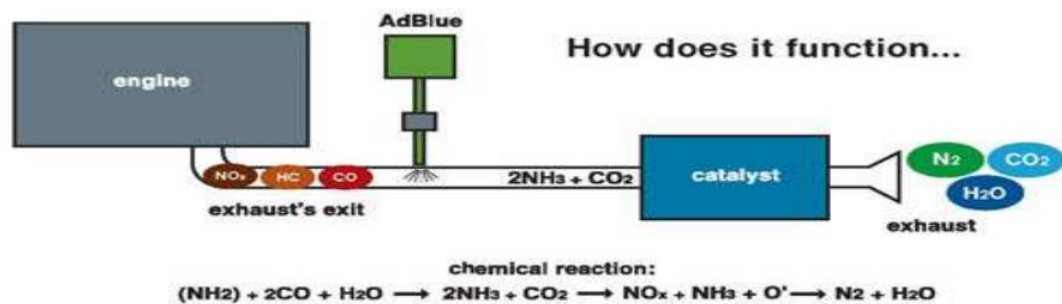 AdBlue
How does it function...
engine
NOx HC CO
2NH3 + CO2
catalyst
N2 CO2
H2O
exhaust's exit
exhaust
chemical reaction:
(NH2) + 2CO + H2O → 2NH3 + CO2 → NOx + NH3 + O' → N2 + H2O